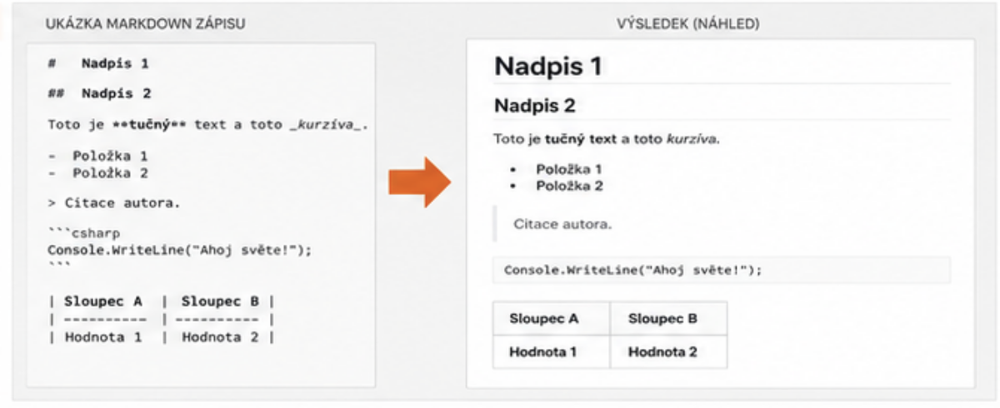 UKÁZKA MARKDOWN ZÁPISU
#   Nadpis 1
##  Nadpis 2
Toto je **tučný** text a toto _kurzíva_.
-  Položka 1
-  Položka 2
> Citace autora.
```csharp
Console.WriteLine("Ahoj světe!");
```
| Sloupec A  |  Sloupec B |
| ---------- | ---------- |
| Hodnota 1  |  Hodnota 2 |
VÝSLEDEK (NÁHLED)
Nadpis 1
Nadpis 2
Toto je tučný text a toto kurzíva.
• Položka 1
• Položka 2
Citace autora.
Console.WriteLine("Ahoj světe!");
Sloupec A Sloupec B
Hodnota 1 Hodnota 2